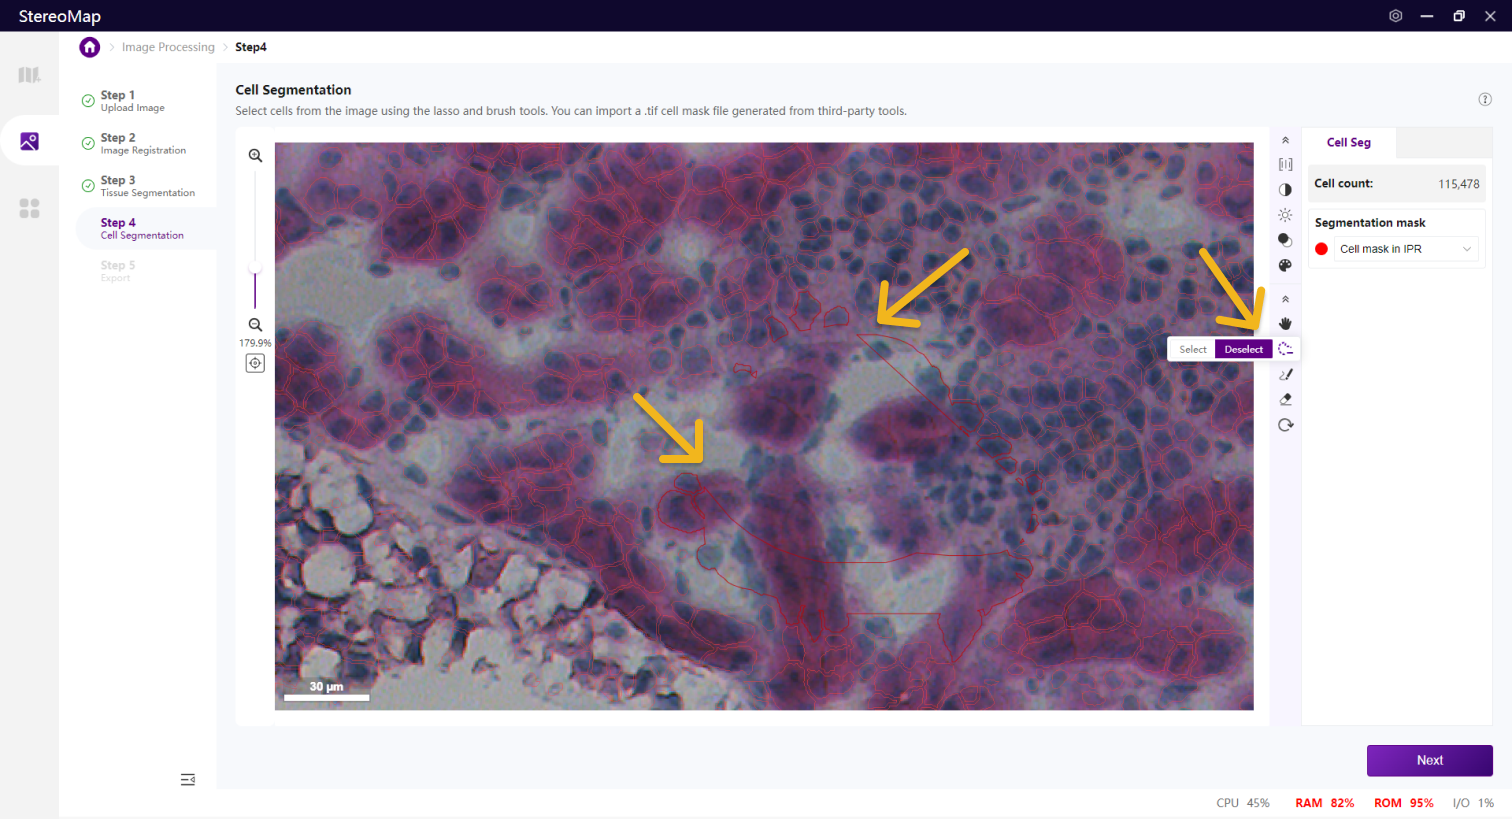 StereoMap
Image Processing
Step4
Step 1
Upload Image
Step 2
Image Registration
Step 3
Tissue Segmentation
Step 4
Cell Segmentation
Step 5
Export
Cell Segmentation
Select cells from the image using the lasso and brush tools. You can import a .tif cell mask file generated from third-party tools.
179.9%
30 μm
Select
Deselect
Cell Seg
Cell count: 115,478
Segmentation mask
Cell mask in IPR
Next
CPU 45% RAM 82% ROM 95% I/O 1%